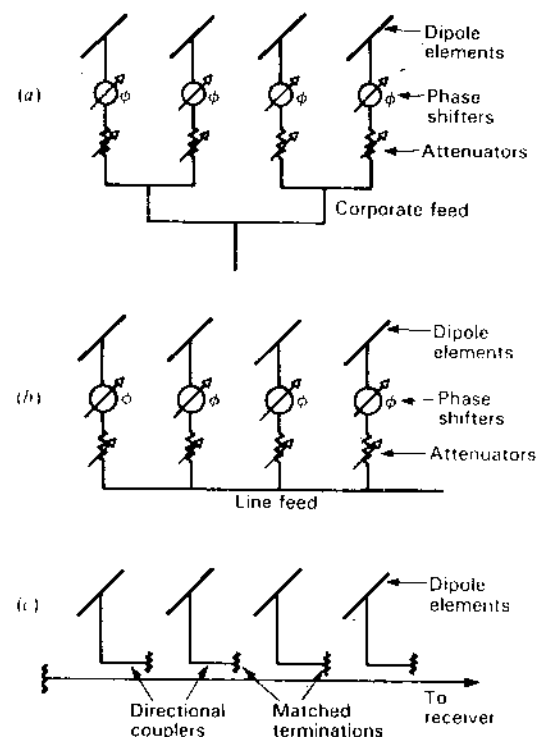 Dipole
elements
(a)
ϕ ϕ ϕ ϕ Phase
shifters
Attenuators
Corporate feed
Dipole
elements
(b)
ϕ ϕ ϕ ϕ Phase
shifters
Attenuators
Line feed
(c)
Dipole
elements
Directional
couplers
Matched
terminations
To
receiver